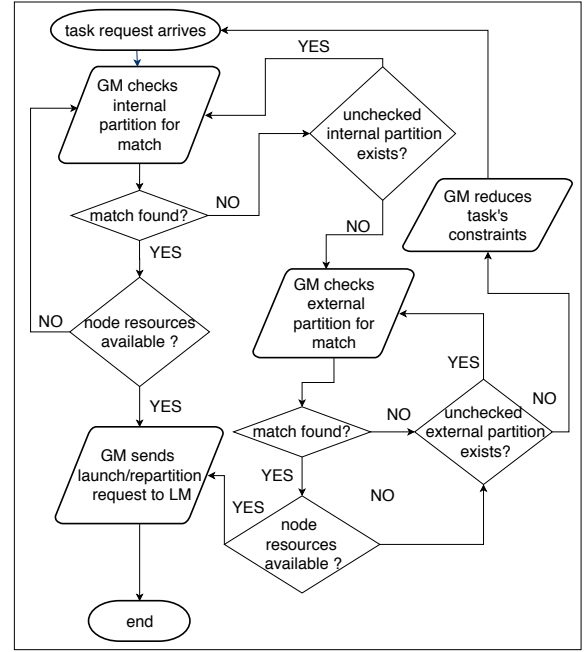 task request arrives
YES
GM checks
internal
partition for
match
unchecked
internal partition
exists?
NO
match found?
GM reduces
task's
constraints
YES
NO
GM checks
external
partition for
match
NO
node resources
available ?
YES
YES
NO
match found?
NO
unchecked
external partition
exists?
GM sends
launch/repartition
request to LM
YES
NO
YES
node
resources
available ?
end